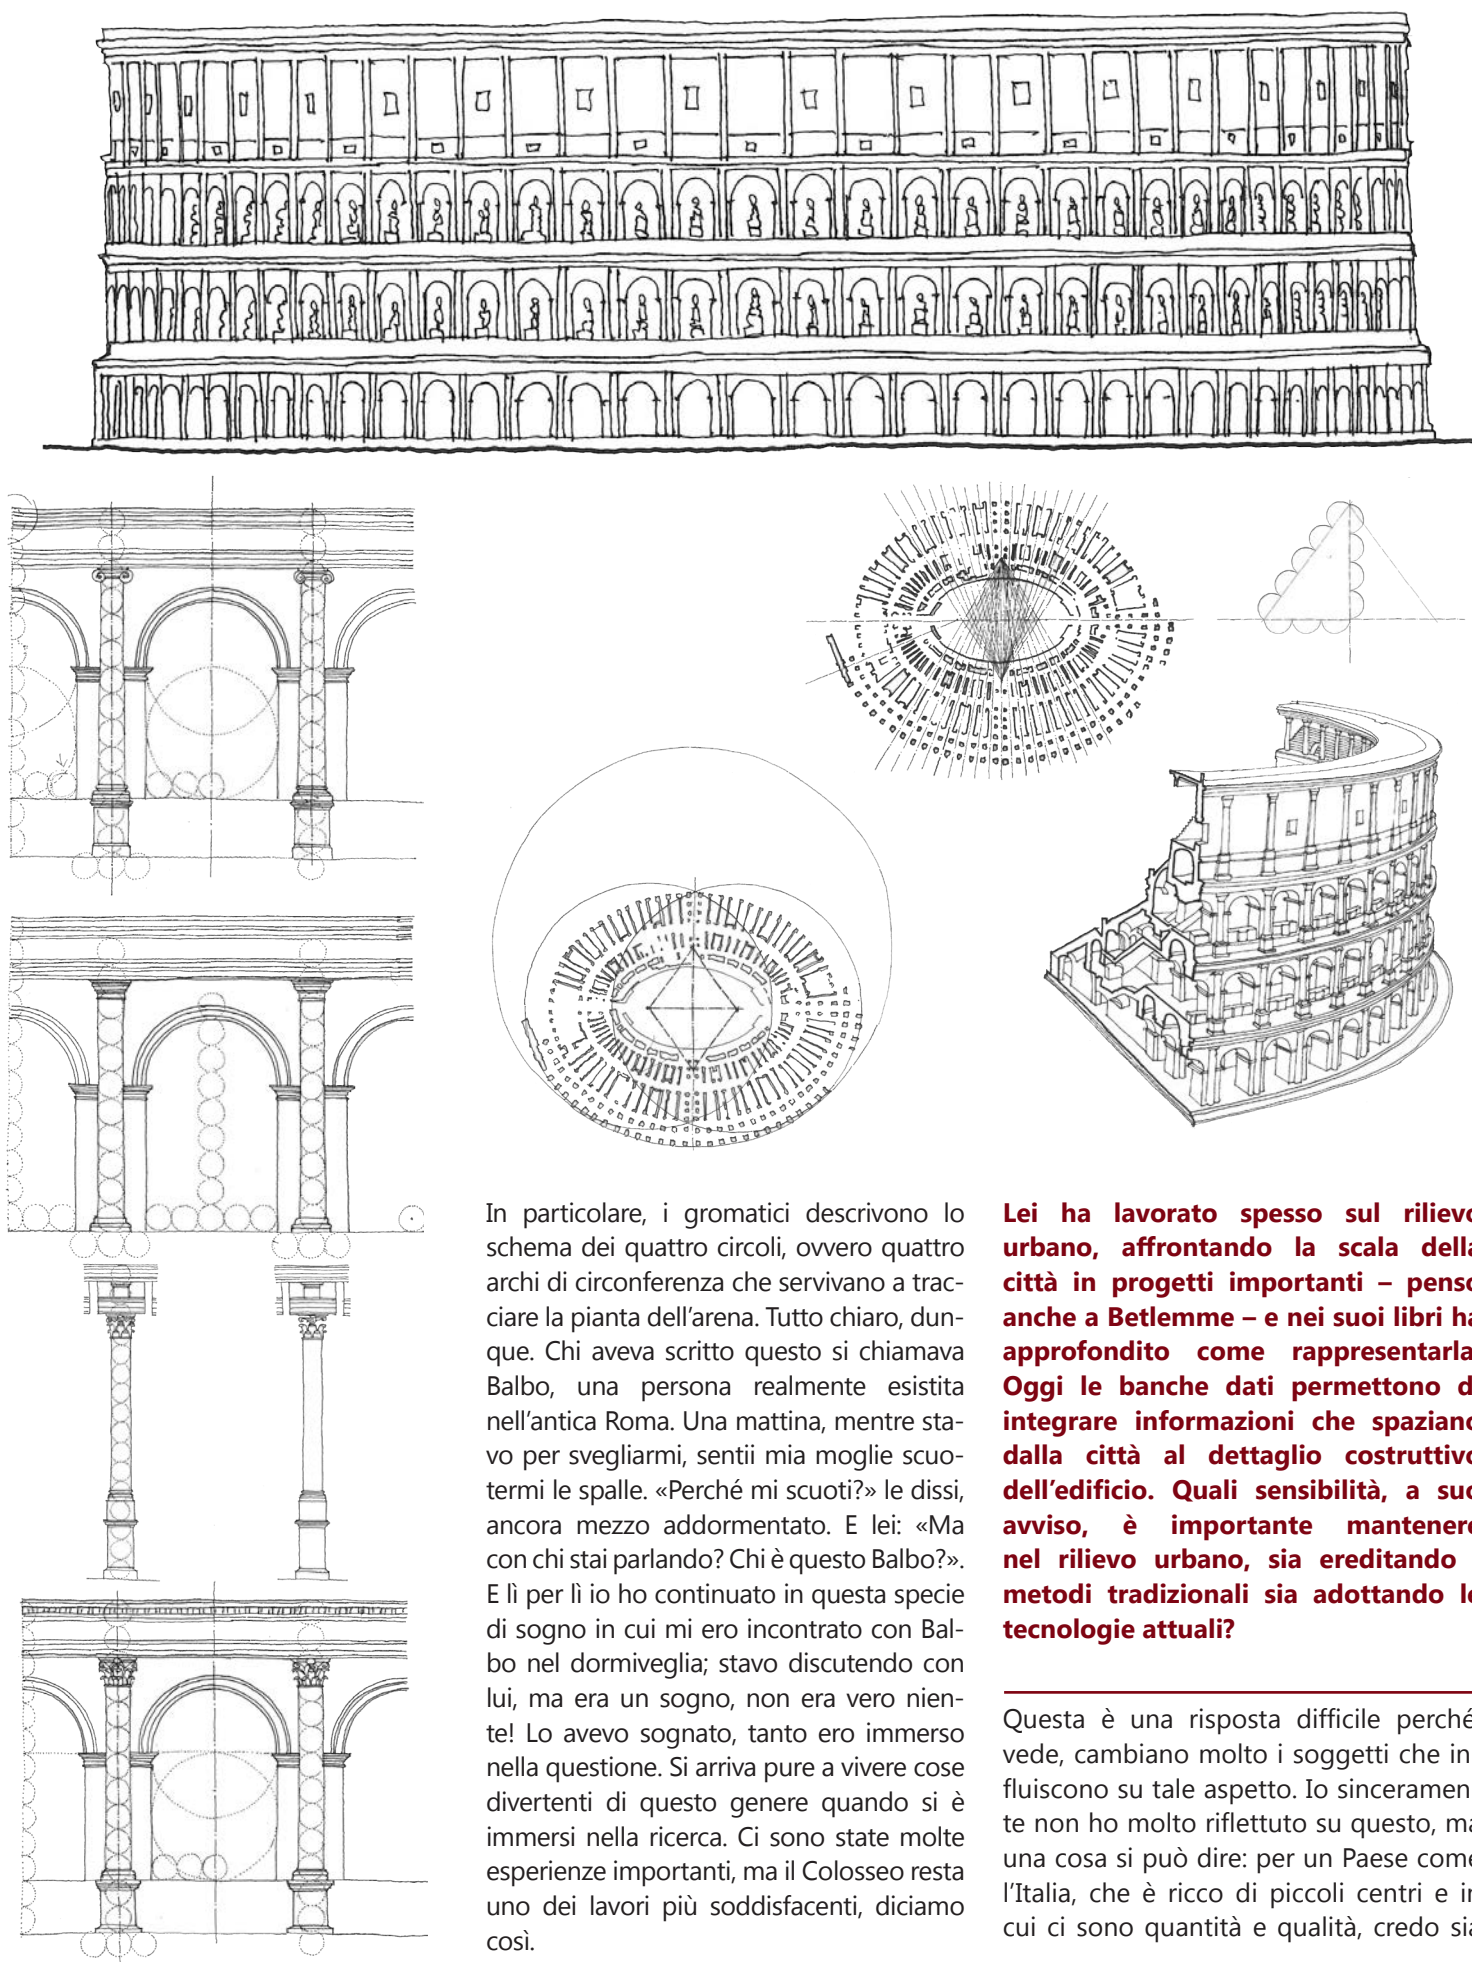 In particolare, i gromatici descrivono lo
schema dei quattro circoli, ovvero quattro
archi di circonferenza che servivano a trac-
ciare la pianta dell'arena. Tutto chiaro, dun-
que. Chi aveva scritto questo si chiamava
Balbo, una persona realmente esistita
nell'antica Roma. Una mattina, mentre sta-
vo per svegliarmi, sentii mia moglie scuo-
termi le spalle. «Perché mi scuoti?» le dissi,
ancora mezzo addormentato. E lei: «Ma
con chi stai parlando? Chi è questo Balbo?».
E lì per lì io ho continuato in questa specie
di sogno in cui mi ero incontrato con Bal-
bo nel dormiveglia; stavo discutendo con
lui, ma era un sogno, non era vero nien-
te! Lo avevo sognato, tanto ero immerso
nella questione. Si arriva pure a vivere cose
divertenti di questo genere quando si è
immersi nella ricerca. Ci sono state molte
esperienze importanti, ma il Colosseo resta
uno dei lavori più soddisfacenti, diciamo
così.
Lei ha lavorato spesso sul rilievo
urbano, affrontando la scala della
città in progetti importanti – penso
anche a Betlemme – e nei suoi libri ha
approfondito come rappresentarla.
Oggi le banche dati permettono di
integrare informazioni che spaziano
dalla città al dettaglio costruttivo
dell'edificio. Quali sensibilità, a suo
avviso, è importante mantenere
nel rilievo urbano, sia ereditando i
metodi tradizionali sia adottando le
tecnologie attuali?
Questa è una risposta difficile perché,
vede, cambiano molto i soggetti che in-
fluiscono su tale aspetto. Io sinceramen-
te non ho molto riflettuto su questo, ma
una cosa si può dire: per un Paese come
l'Italia, che è ricco di piccoli centri e in
cui ci sono quantità e qualità, credo sia